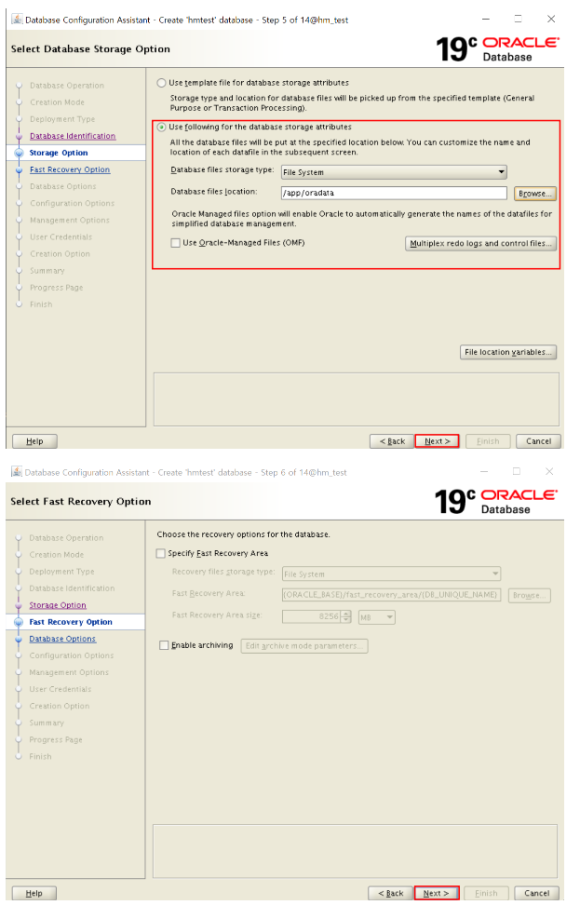 Database Configuration Assistant - Create 'hmtest' database - Step 5 of 14@hm_test
Select Database Storage Option
19c ORACLE
Database
Database Operation
Creation Mode
Deployment Type
Database Identification
Storage Option
Fast Recovery Option
Database Options
Configuration Options
Management Options
User Credentials
Creation Option
Summary
Progress Page
Finish
Use template file for database storage attributes
Storage type and location for database files will be picked up from the specified template (General
Purpose or Transaction Processing).
Use following for the database storage attributes
All the database files will be put at the specified location below. You can customize the name and
location of each datafile in the subsequent screen.
Database files storage type: File System
Database files location: /app/oradata Browse...
Oracle Managed files option will enable Oracle to automatically generate the names of the datafiles for
simplified database management.
Use Oracle-Managed Files (OMF) Multiplex redo logs and control files...
File location variables...
Help < Back Next > Finish Cancel
Database Configuration Assistant - Create 'hmtest' database - Step 6 of 14@hm_test
Select Fast Recovery Option
19c ORACLE
Database
Database Operation
Creation Mode
Deployment Type
Database Identification
Storage Option
Fast Recovery Option
Database Options
Configuration Options
Management Options
User Credentials
Creation Option
Summary
Progress Page
Finish
Choose the recovery options for the database.
Specify Fast Recovery Area
Recovery files storage type: File System
Fast Recovery Area: {ORACLE_BASE}/fast_recovery_area/{DB_UNIQUE_NAME} Browse...
Fast Recovery Area size: 8256 MB
Enable archiving Edit archive mode parameters...
Help < Back Next > Finish Cancel